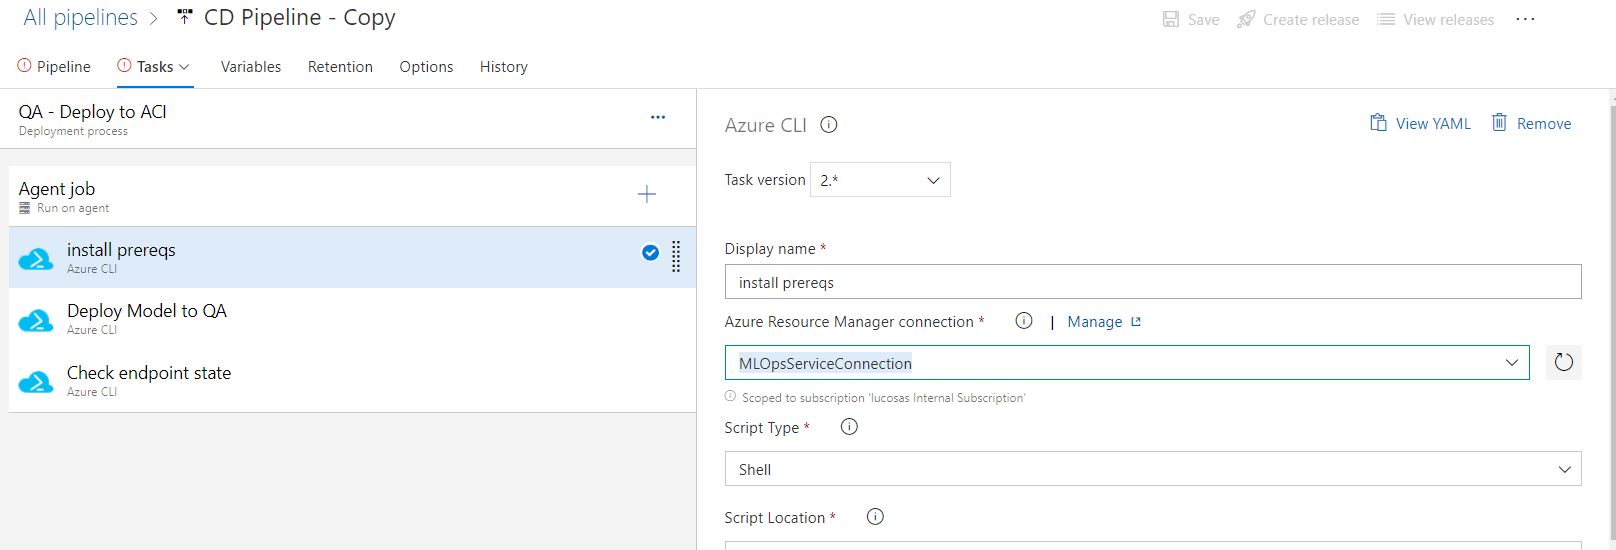 All pipelines > CD Pipeline - Copy
Save Create release View releases ...
Pipeline Tasks Variables Retention Options History
QA - Deploy to ACI
Deployment process
...
Agent job
Run on agent
install prereqs
Azure CLI
Deploy Model to QA
Azure CLI
Check endpoint state
Azure CLI
Azure CLI
View YAML Remove
Task version 2.*
Display name *
install prereqs
Azure Resource Manager connection * | Manage
MLOpsServiceConnection
Scoped to subscription 'lucosas Internal Subscription'
Script Type *
Shell
Script Location *